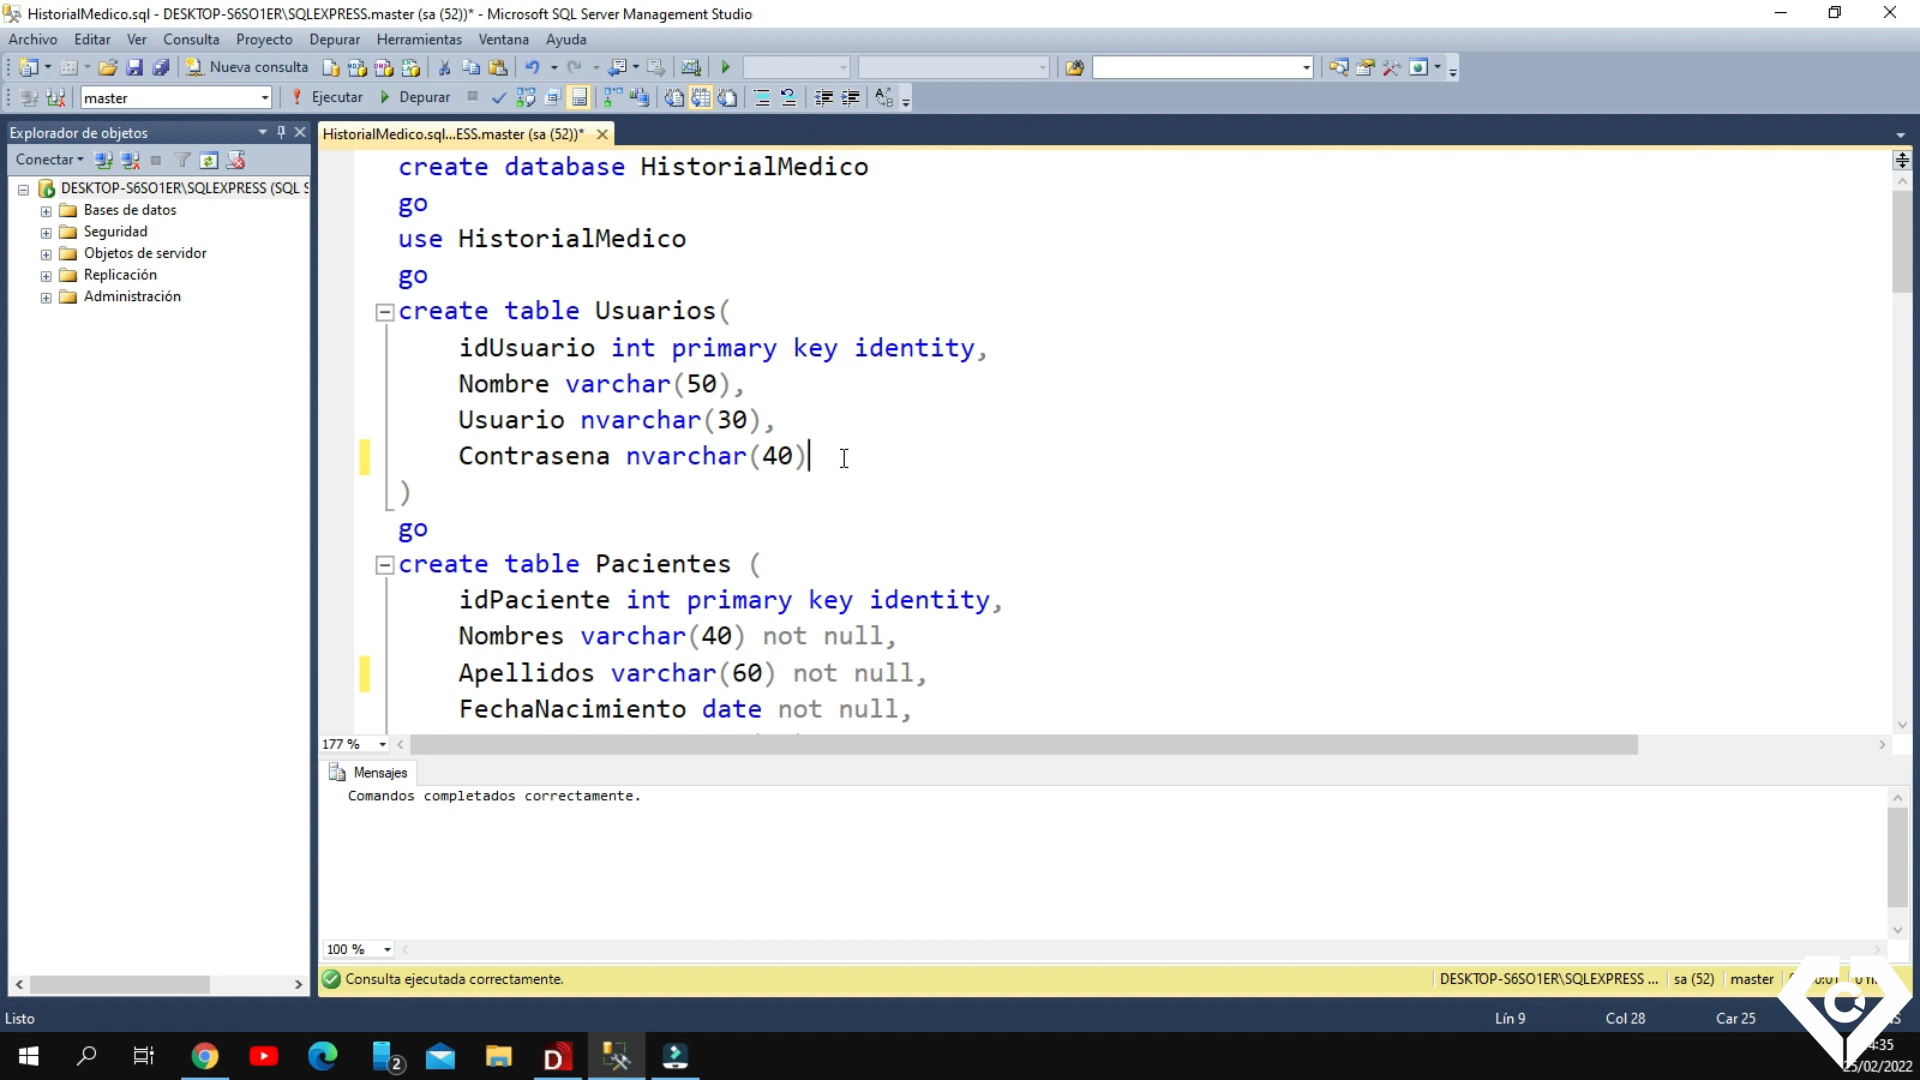 HistorialMedico.sql - DESKTOP-S6SO1ER\SQLEXPRESS.master (sa (52))* - Microsoft SQL Server Management Studio
Archivo Editar Ver Consulta Proyecto Depurar Herramientas Ventana Ayuda
Nueva consulta
master Ejecutar Depurar
Explorador de objetos
Conectar
DESKTOP-S6SO1ER\SQLEXPRESS (SQL S
Bases de datos
Seguridad
Objetos de servidor
Replicación
Administración
HistorialMedico.sql...ESS.master (sa (52))*
create database HistorialMedico
go
use HistorialMedico
go
create table Usuarios(
idUsuario int primary key identity,
Nombre varchar(50),
Usuario nvarchar(30),
Contrasena nvarchar(40)
)
go
create table Pacientes (
idPaciente int primary key identity,
Nombres varchar(40) not null,
Apellidos varchar(60) not null,
FechaNacimiento date not null,
177 %
Mensajes
Comandos completados correctamente.
100 %
Consulta ejecutada correctamente.
DESKTOP-S6SO1ER\SQLEXPRESS ... sa (52) master
Listo
Lín 9 Col 28 Car 25
2
D
4:35
25/02/2022